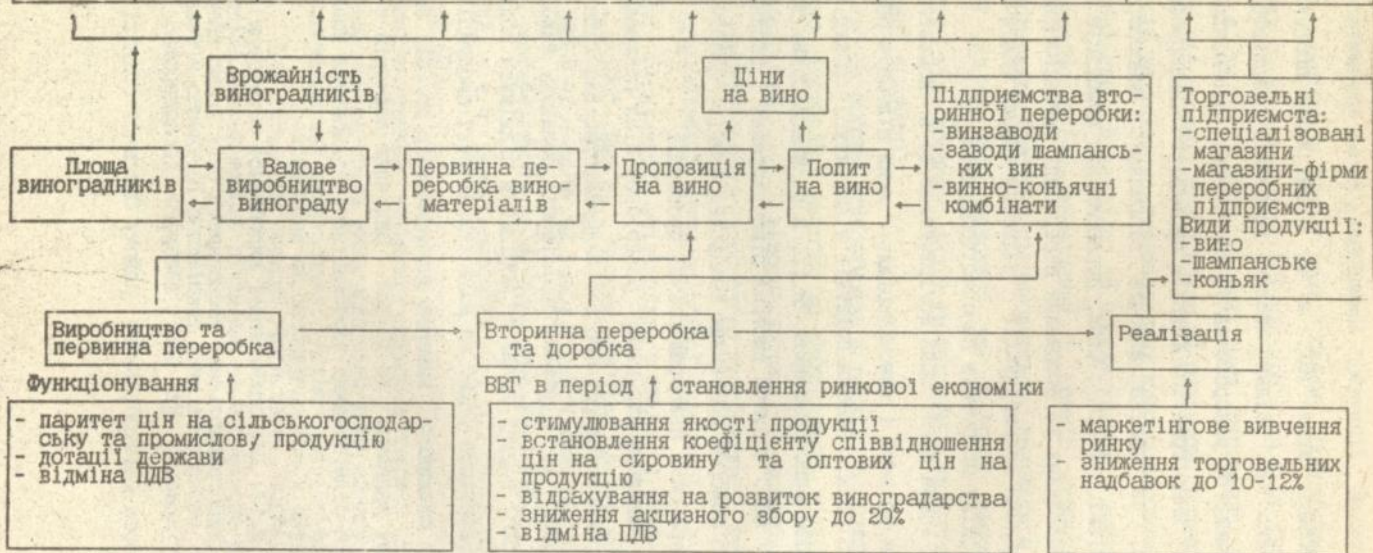 Врожайність
виноградників
Ціни
на вино
Підприємства вто-
ринної переробки:
-винзаводи
-заводи шампансь-
ких вин
-винно-коньячні
комбінати
Торговельні
підприємста:
-спеціалізовані
магазини
-магазини-фірми
переробних
підприємств
Види продукції:
-вино
-шампанське
-коньяк
Площа
виноградників
Валове
виробництво
винограду
Первинна пе-
реробка вино-
матеріалів
Пропозиція
на вино
Попит
на вино
Виробництво та
первинна переробка
Вторинна переробка
та доробка
Реалізація
Функціонування ВВГ в період становлення ринкової економіки
- паритет цін на сільськогосподар-
ську та промислову продукцію
- дотації держави
- відміна ПДВ
- стимулювання якості продукції
- встановлення коефіцієнту співвідношення
цін на сировину та оптових цін на
продукцію
- відрахування на розвиток виноградарства
- зниження акцизного збору до 20%
- відміна ПДВ
- маркетінгове вивчення
ринку
- зниження торговельних
надбавок до 10-12%